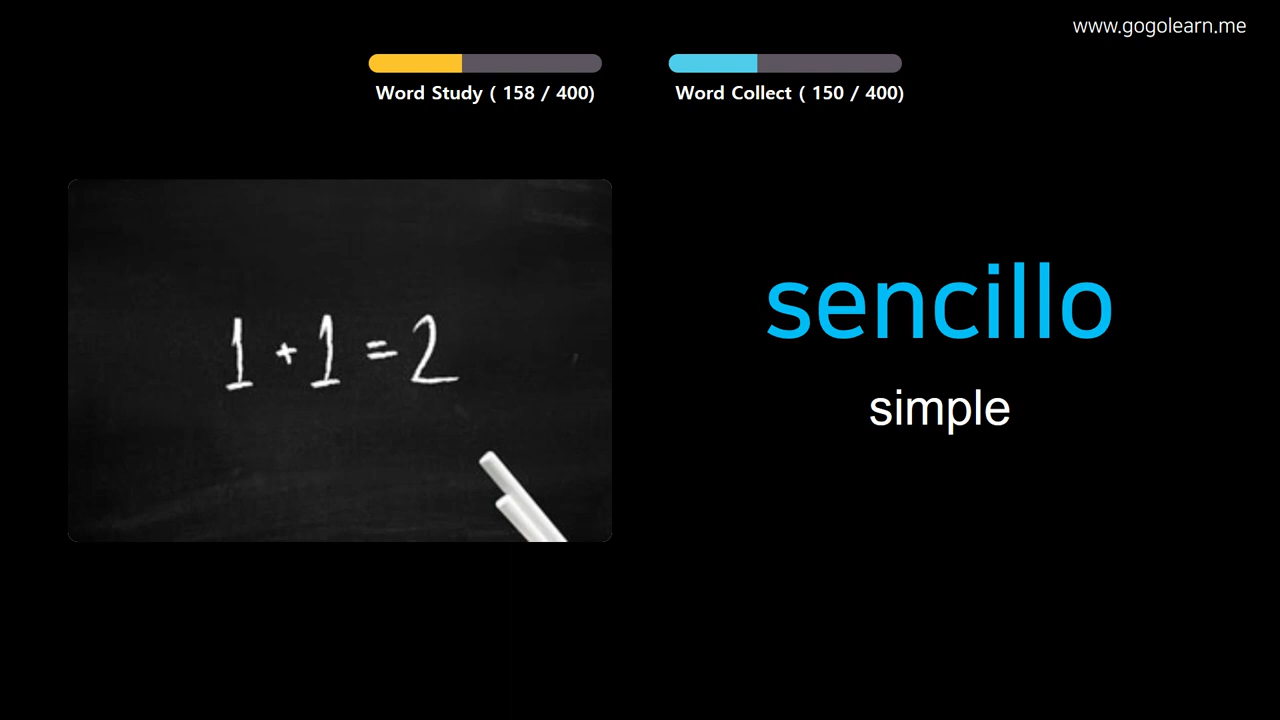 www.gogolearn.me
Word Study ( 158 / 400)
Word Collect ( 150 / 400)
1 + 1 = 2
sencillo
simple